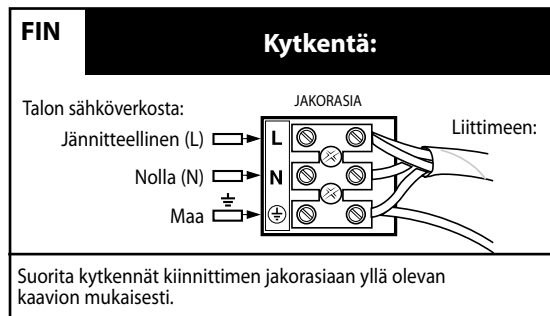 FIN
Kytkentä:
Talon sähköverkosta:
JAKORASIA
Liittimeen:
Jännitteellinen (L)
L
Nolla (N)
N
Maa
Suorita kytkennät kiinnittimen jakorasiaan yllä olevan
kaavion mukaisesti.